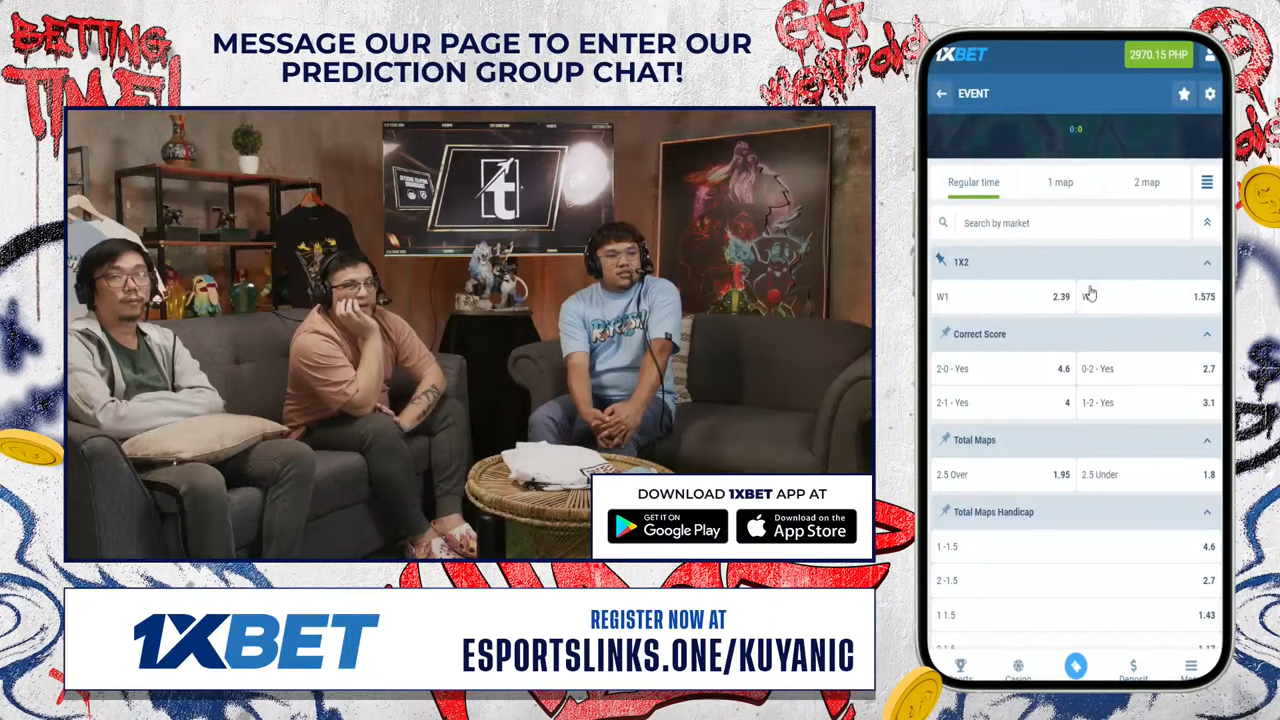 BETTING
TIME!
MESSAGE OUR PAGE TO ENTER OUR
PREDICTION GROUP CHAT!
GG
1XBET
2970.15 PHP
EVENT
0:0
Regular time
1 map
2 map
Search by market
1X2
W1
2.39
1.575
Correct Score
2-0 - Yes
4.6
0-2 - Yes
2.7
2-1 - Yes
4
1-2 - Yes
3.1
Total Maps
2.5 Over
1.95
2.5 Under
1.8
Total Maps Handicap
1 -1.5
4.6
2 -1.5
2.7
1 1.5
1.43
Casino
Deposit
t
DOWNLOAD 1XBET APP AT
GET IT ON
Google Play
Download on the
App Store
1XBET
REGISTER NOW AT
ESPORTSLINKS.ONE/KUYANIC